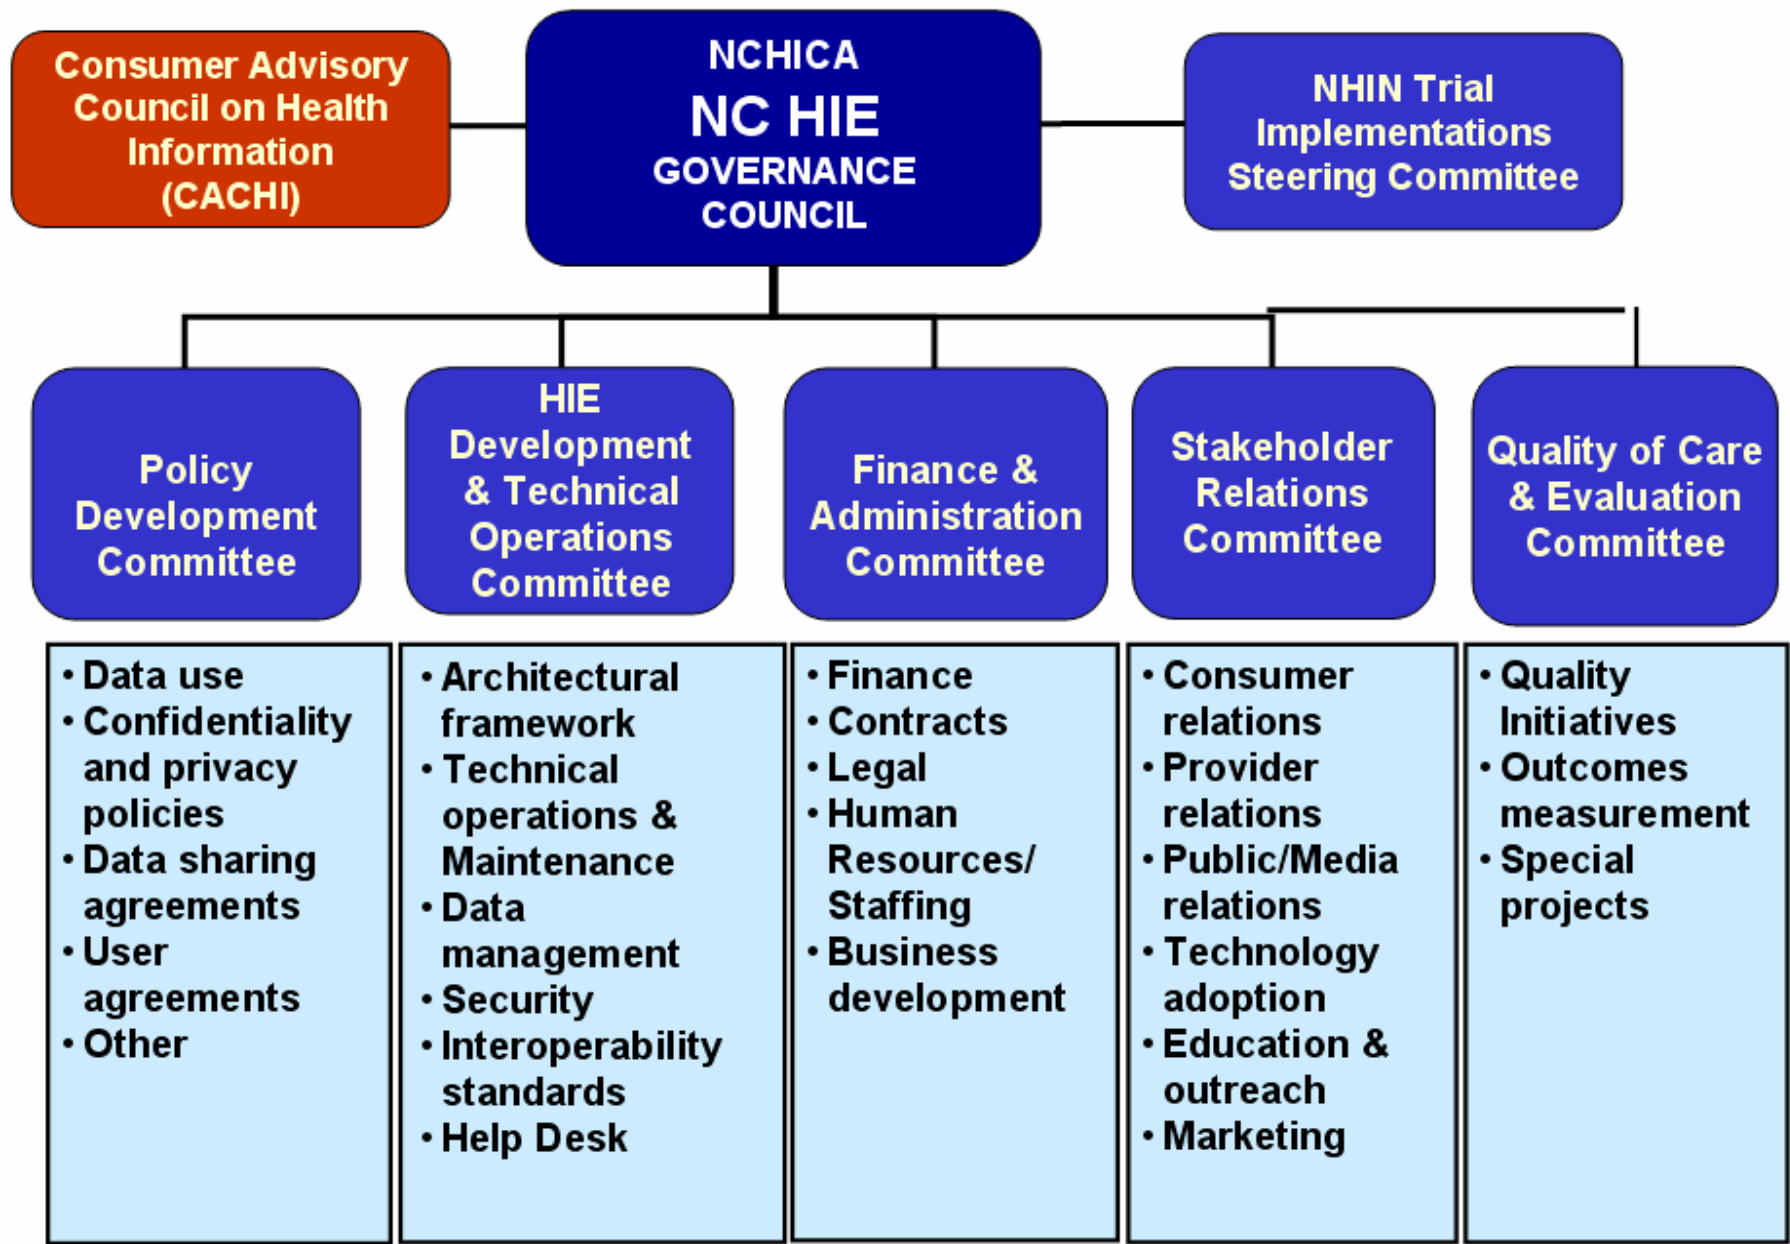 Consumer Advisory
Council on Health
Information
(CACHI)
NCHICA
NC HIE
GOVERNANCE
COUNCIL
NHIN Trial
Implementations
Steering Committee
Policy
Development
Committee
HIE
Development
& Technical
Operations
Committee
Finance &
Administration
Committee
Stakeholder
Relations
Committee
Quality of Care
& Evaluation
Committee
• Data use
• Confidentiality
and privacy
policies
• Data sharing
agreements
• User
agreements
• Other
• Architectural
framework
• Technical
operations &
Maintenance
• Data
management
• Security
• Interoperability
standards
• Help Desk
• Finance
• Contracts
• Legal
• Human
Resources/
Staffing
• Business
development
• Consumer
relations
• Provider
relations
• Public/Media
relations
• Technology
adoption
• Education &
outreach
• Marketing
• Quality
Initiatives
• Outcomes
measurement
• Special
projects